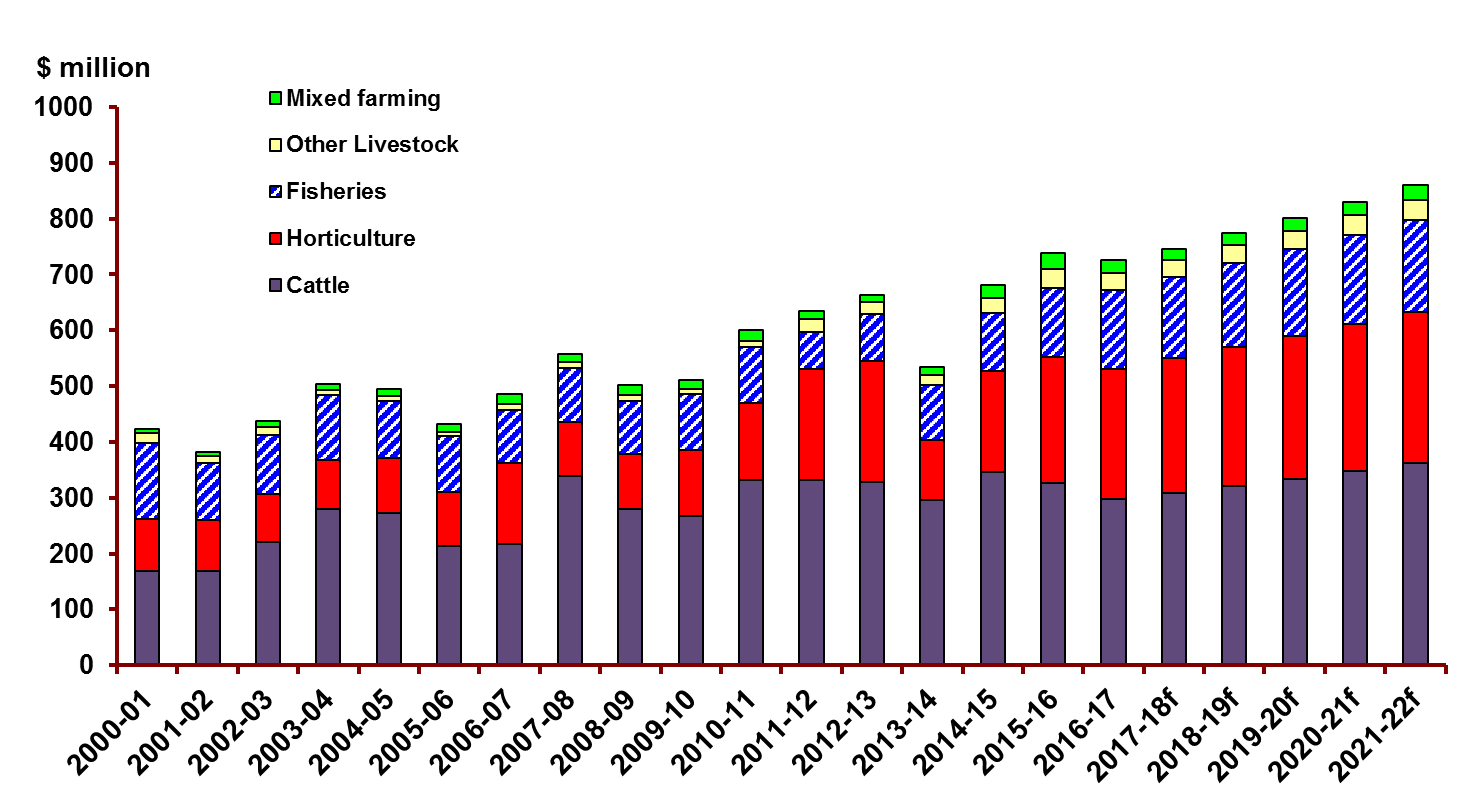 $ million
Mixed farming
Other Livestock
Fisheries
Horticulture
Cattle
1000
900
800
700
600
500
400
300
200
100
0
2000-01
2001-02
2002-03
2003-04
2004-05
2005-06
2006-07
2007-08
2008-09
2009-10
2010-11
2011-12
2012-13
2013-14
2014-15
2015-16
2016-17
2017-18f
2018-19f
2019-20f
2020-21f
2021-22f